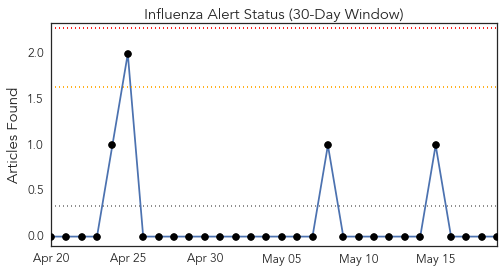 Influenza Alert Status (30-Day Window)
Articles Found
2.0
1.5
1.0
0.5
0.0
Apr 20 Apr 25 Apr 30 May 05 May 10 May 15